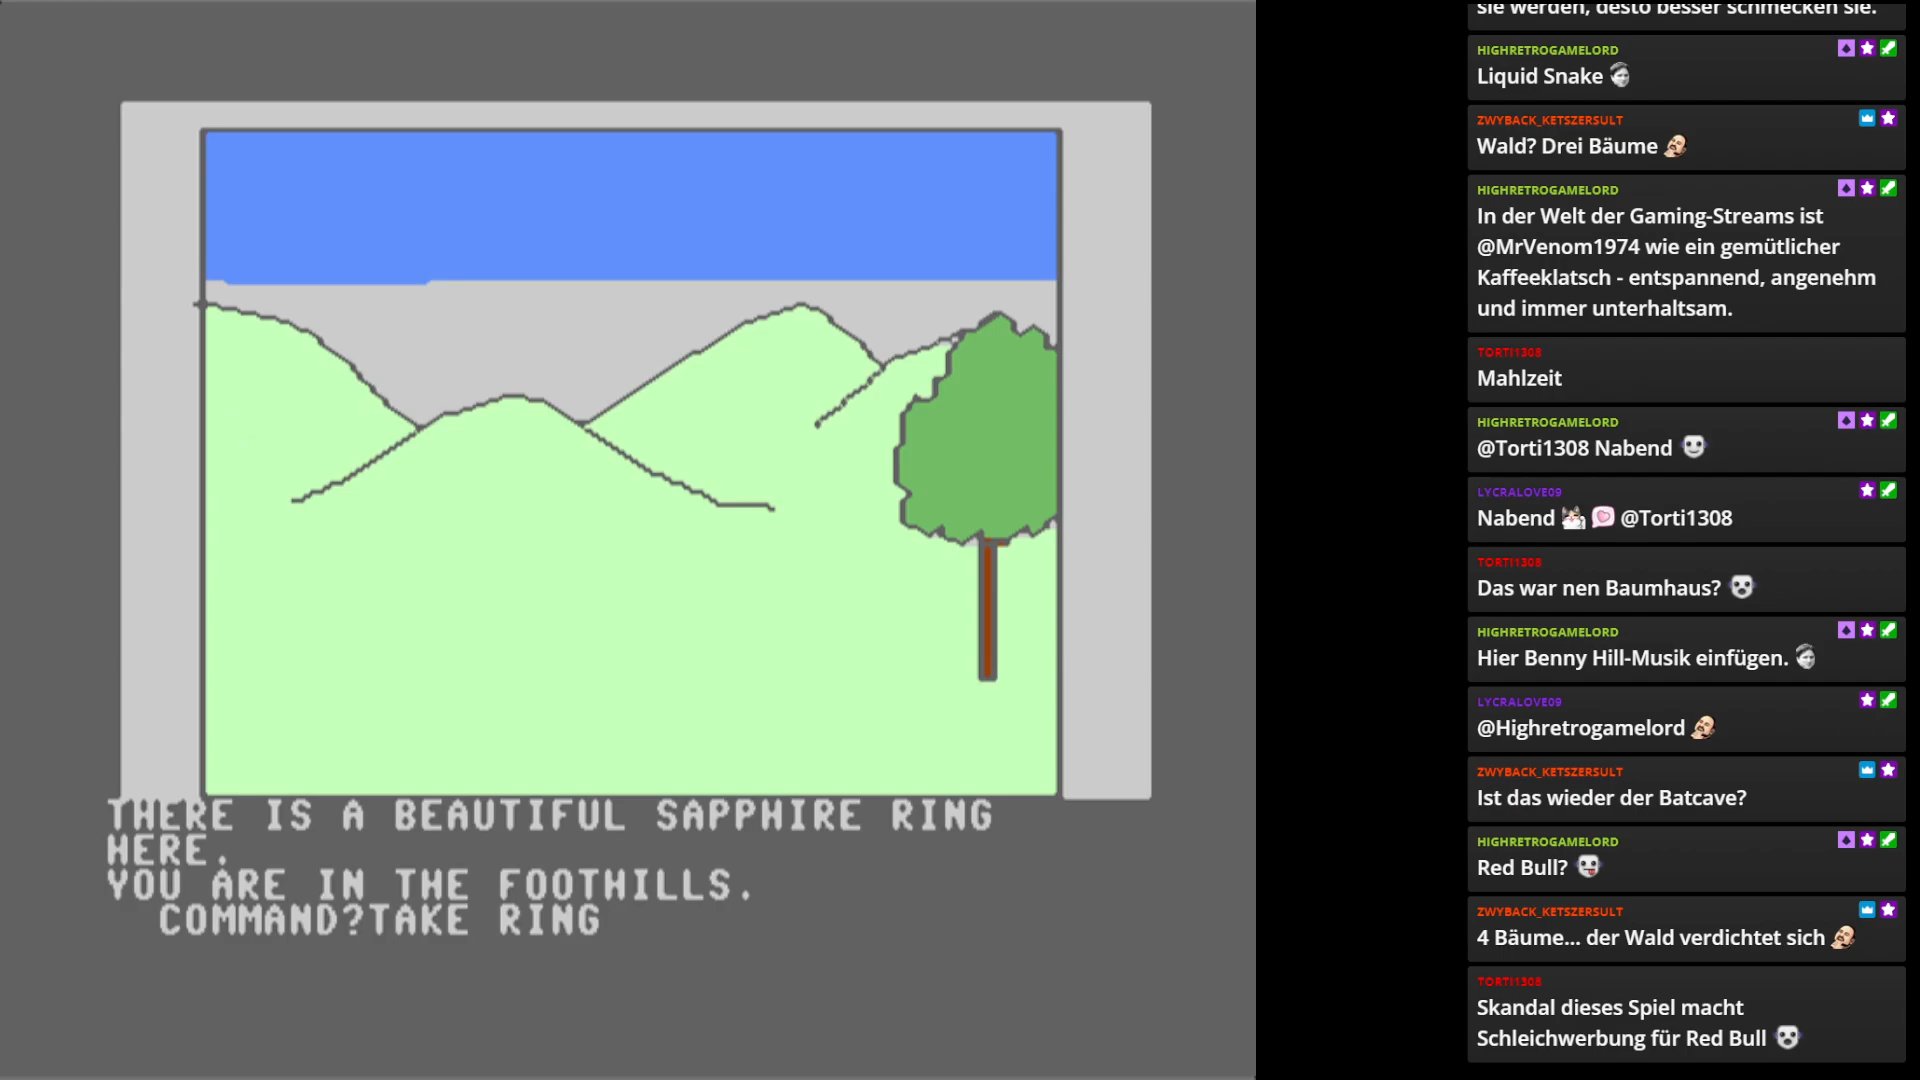 THERE IS A BEAUTIFUL SAPPHIRE RING
HERE.
YOU ARE IN THE FOOTHILLS.
COMMAND?TAKE RING
sie werden, desto besser schmecken sie.
HIGHRETROGAMELORD
Liquid Snake
ZWYBACK_KETSZERSULT
Wald? Drei Bäume
HIGHRETROGAMELORD
In der Welt der Gaming-Streams ist
@MrVenom1974 wie ein gemütlicher
Kaffeeklatsch - entspannend, angenehm
und immer unterhaltsam.
TORTI1308
Mahlzeit
HIGHRETROGAMELORD
@Torti1308 Nabend
LYCRALOVE09
Nabend @Torti1308
TORTI1308
Das war nen Baumhaus?
HIGHRETROGAMELORD
Hier Benny Hill-Musik einfügen.
LYCRALOVE09
@Highretrogamelord
ZWYBACK_KETSZERSULT
Ist das wieder der Batcave?
HIGHRETROGAMELORD
Red Bull?
ZWYBACK_KETSZERSULT
4 Bäume... der Wald verdichtet sich
TORTI1308
Skandal dieses Spiel macht
Schleichwerbung für Red Bull